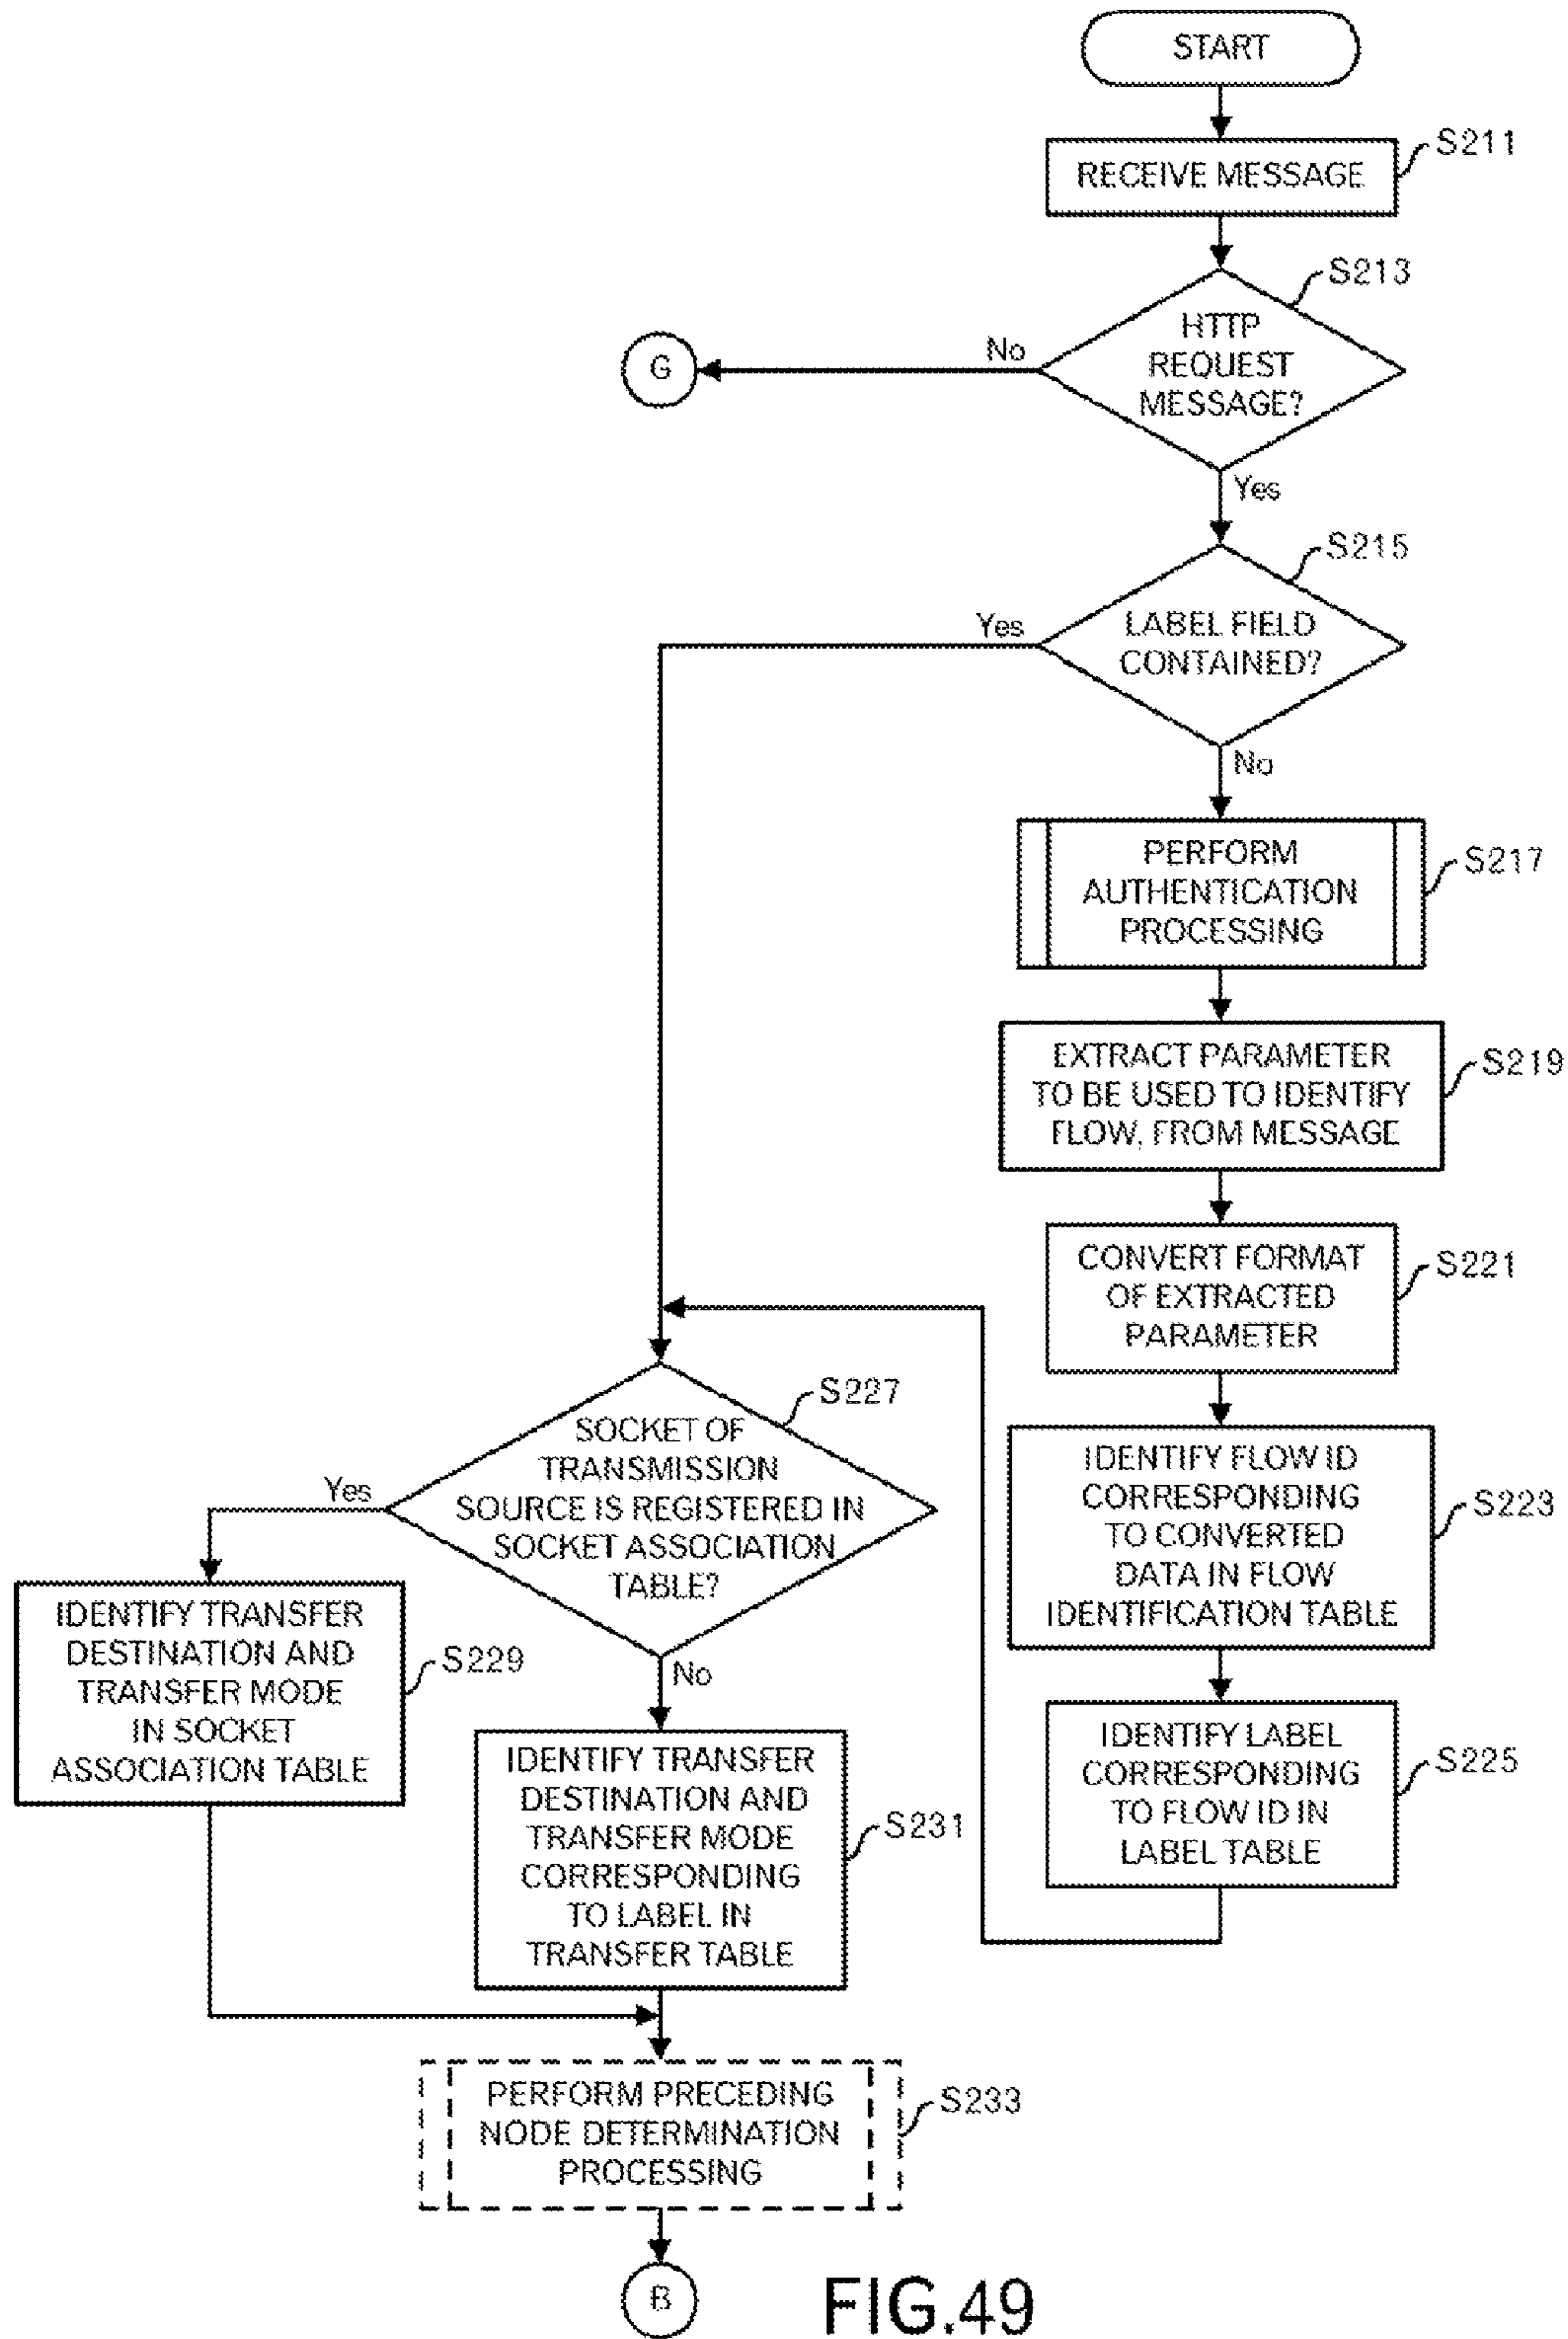 START
RECEIVE MESSAGE
S211
HTTP
REQUEST
MESSAGE?
S213
No
G
Yes
LABEL FIELD
CONTAINED?
S215
Yes
No
PERFORM
AUTHENTICATION
PROCESSING
S217
EXTRACT PARAMETER
TO BE USED TO IDENTIFY
FLOW, FROM MESSAGE
S219
CONVERT FORMAT
OF EXTRACTED
PARAMETER
S221
IDENTIFY FLOW ID
CORRESPONDING
TO CONVERTED
DATA IN FLOW
IDENTIFICATION TABLE
S223
IDENTIFY LABEL
CORRESPONDING
TO FLOW ID IN
LABEL TABLE
S225
SOCKET OF
TRANSMISSION
SOURCE IS REGISTERED IN
SOCKET ASSOCIATION
TABLE?
S227
Yes
IDENTIFY TRANSFER
DESTINATION AND
TRANSFER MODE
IN SOCKET
ASSOCIATION TABLE
S229
No
IDENTIFY TRANSFER
DESTINATION AND
TRANSFER MODE
CORRESPONDING
TO LABEL IN
TRANSFER TABLE
S231
PERFORM PRECEDING
NODE DETERMINATION
PROCESSING
S233
B
FIG.49